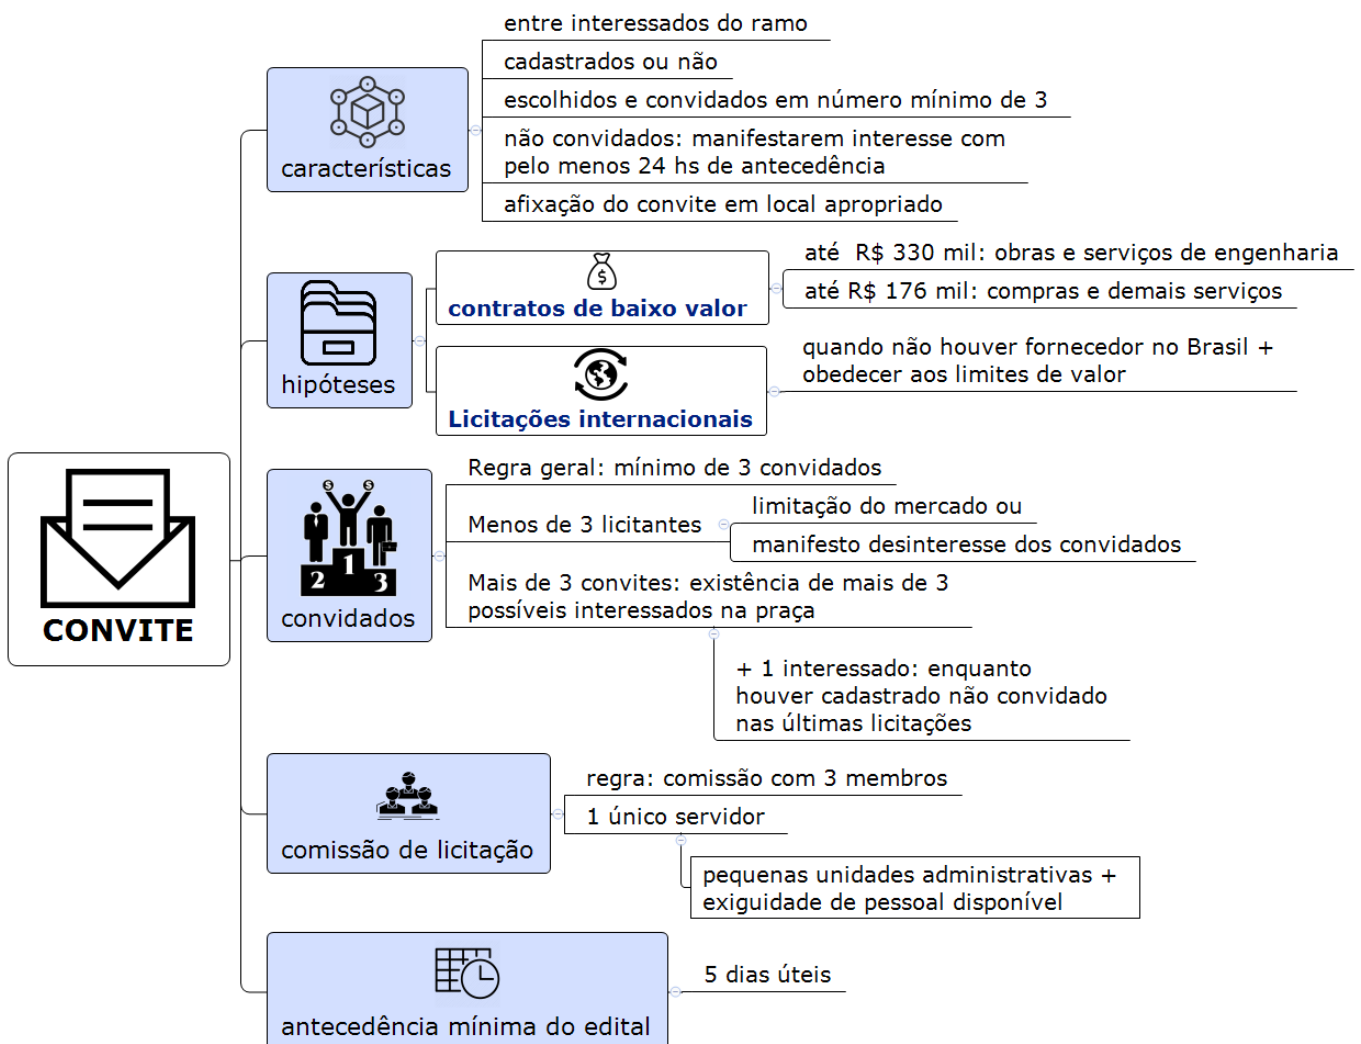 CONVITE
características
entre interessados do ramo
cadastrados ou não
escolhidos e convidados em número mínimo de 3
não convidados: manifestarem interesse com
pelo menos 24 hs de antecedência
afixação do convite em local apropriado
hipóteses
$
contratos de baixo valor
até R$ 330 mil: obras e serviços de engenharia
até R$ 176 mil: compras e demais serviços
Licitações internacionais
quando não houver fornecedor no Brasil +
obedecer aos limites de valor
$ $
2 1 3
convidados
Regra geral: mínimo de 3 convidados
Menos de 3 licitantes
limitação do mercado ou
manifesto desinteresse dos convidados
Mais de 3 convites: existência de mais de 3
possíveis interessados na praça
+ 1 interessado: enquanto
houver cadastrado não convidado
nas últimas licitações
comissão de licitação
regra: comissão com 3 membros
1 único servidor
pequenas unidades administrativas +
exiguidade de pessoal disponível
antecedência mínima do edital
5 dias úteis